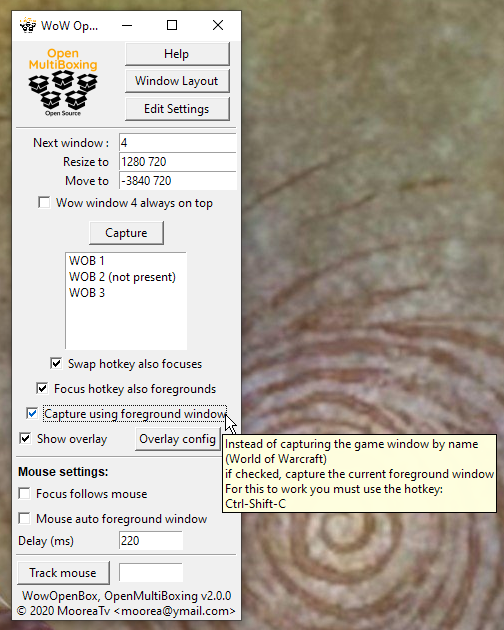 WoW Op...
Open
MultiBoxing
Open Source
Help
Window Layout
Edit Settings
Next window : 4
Resize to 1280 720
Move to -3840 720
Wow window 4 always on top
Capture
WOB 1
WOB 2 (not present)
WOB 3
Swap hotkey also focuses
Focus hotkey also foregrounds
Capture using foreground window
Show overlay Overlay config
Instead of capturing the game window by name
(World of Warcraft)
if checked, capture the current foreground window
For this to work you must use the hotkey:
Ctrl-Shift-C
Mouse settings:
Focus follows mouse
Mouse auto foreground window
Delay (ms) 220
Track mouse
WowOpenBox, OpenMultiBoxing v2.0.0
© 2020 MooreaTv <moorea@ymail.com>